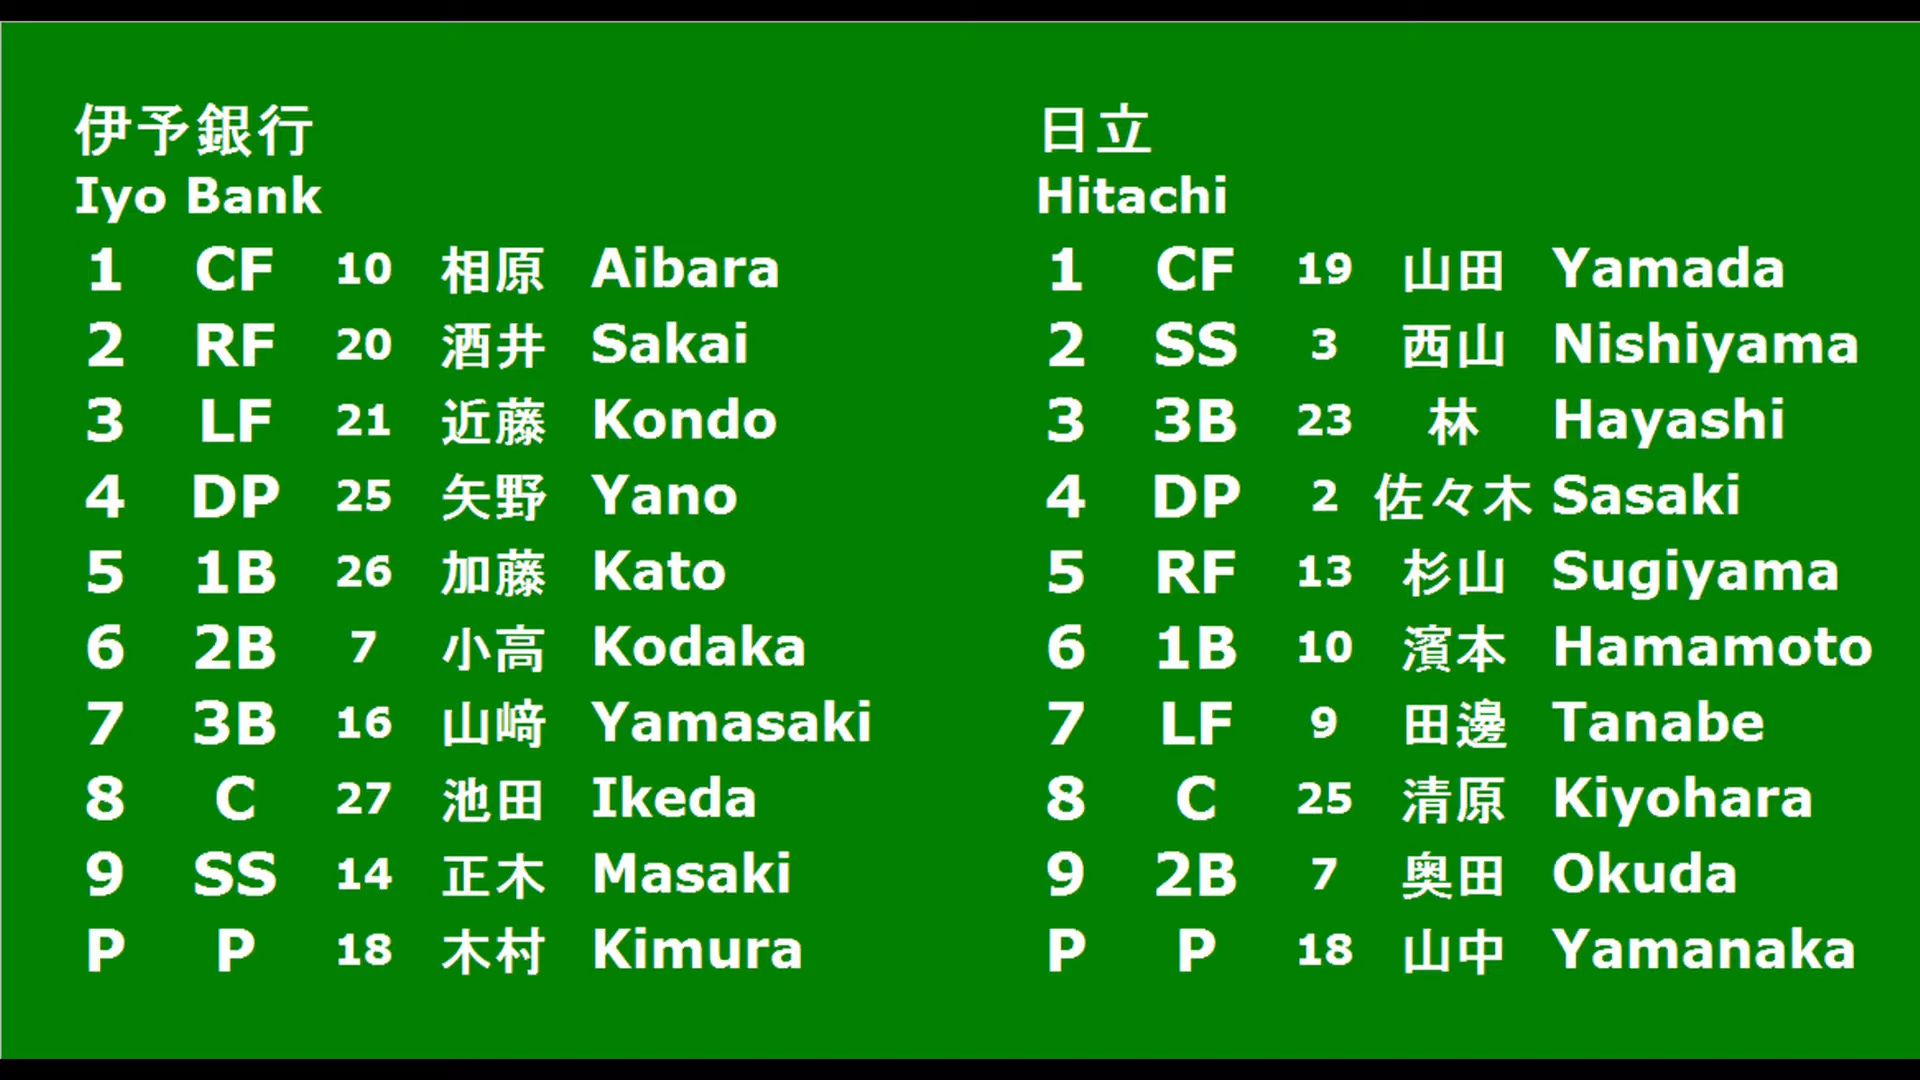 伊予銀行
Iyo Bank
1 CF 10 相原 Aibara
2 RF 20 酒井 Sakai
3 LF 21 近藤 Kondo
4 DP 25 矢野 Yano
5 1B 26 加藤 Kato
6 2B 7 小高 Kodaka
7 3B 16 山﨑 Yamasaki
8 C 27 池田 Ikeda
9 SS 14 正木 Masaki
P P 18 木村 Kimura
日立
Hitachi
1 CF 19 山田 Yamada
2 SS 3 西山 Nishiyama
3 3B 23 林 Hayashi
4 DP 2 佐々木 Sasaki
5 RF 13 杉山 Sugiyama
6 1B 10 濱本 Hamamoto
7 LF 9 田邊 Tanabe
8 C 25 清原 Kiyohara
9 2B 7 奥田 Okuda
P P 18 山中 Yamanaka